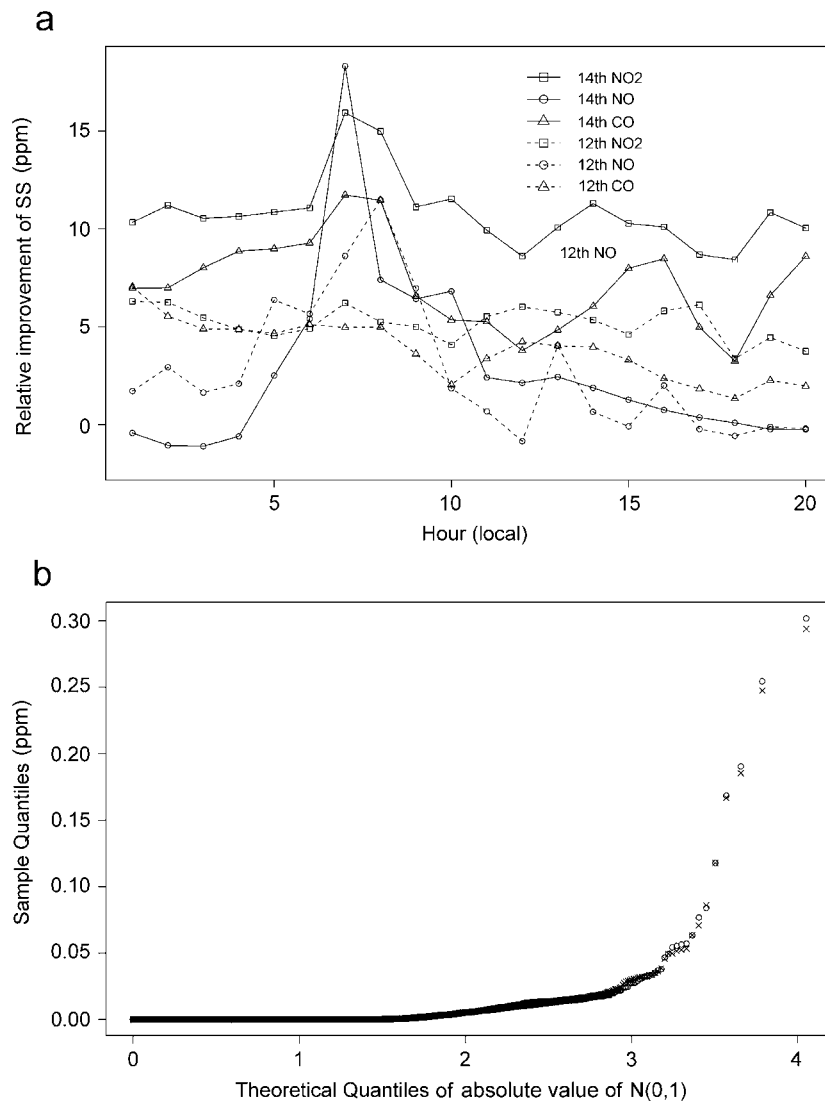 a
Relative improvement of SS (ppm)
15
10
5
0
14th NO2
14th NO
14th CO
12th NO2
12th NO
12th CO
12th NO
5
10
15
20
Hour (local)
b
Sample Quantiles (ppm)
0.30
0.25
0.20
0.15
0.10
0.05
0.00
0
1
2
3
4
Theoretical Quantiles of absolute value of N(0,1)